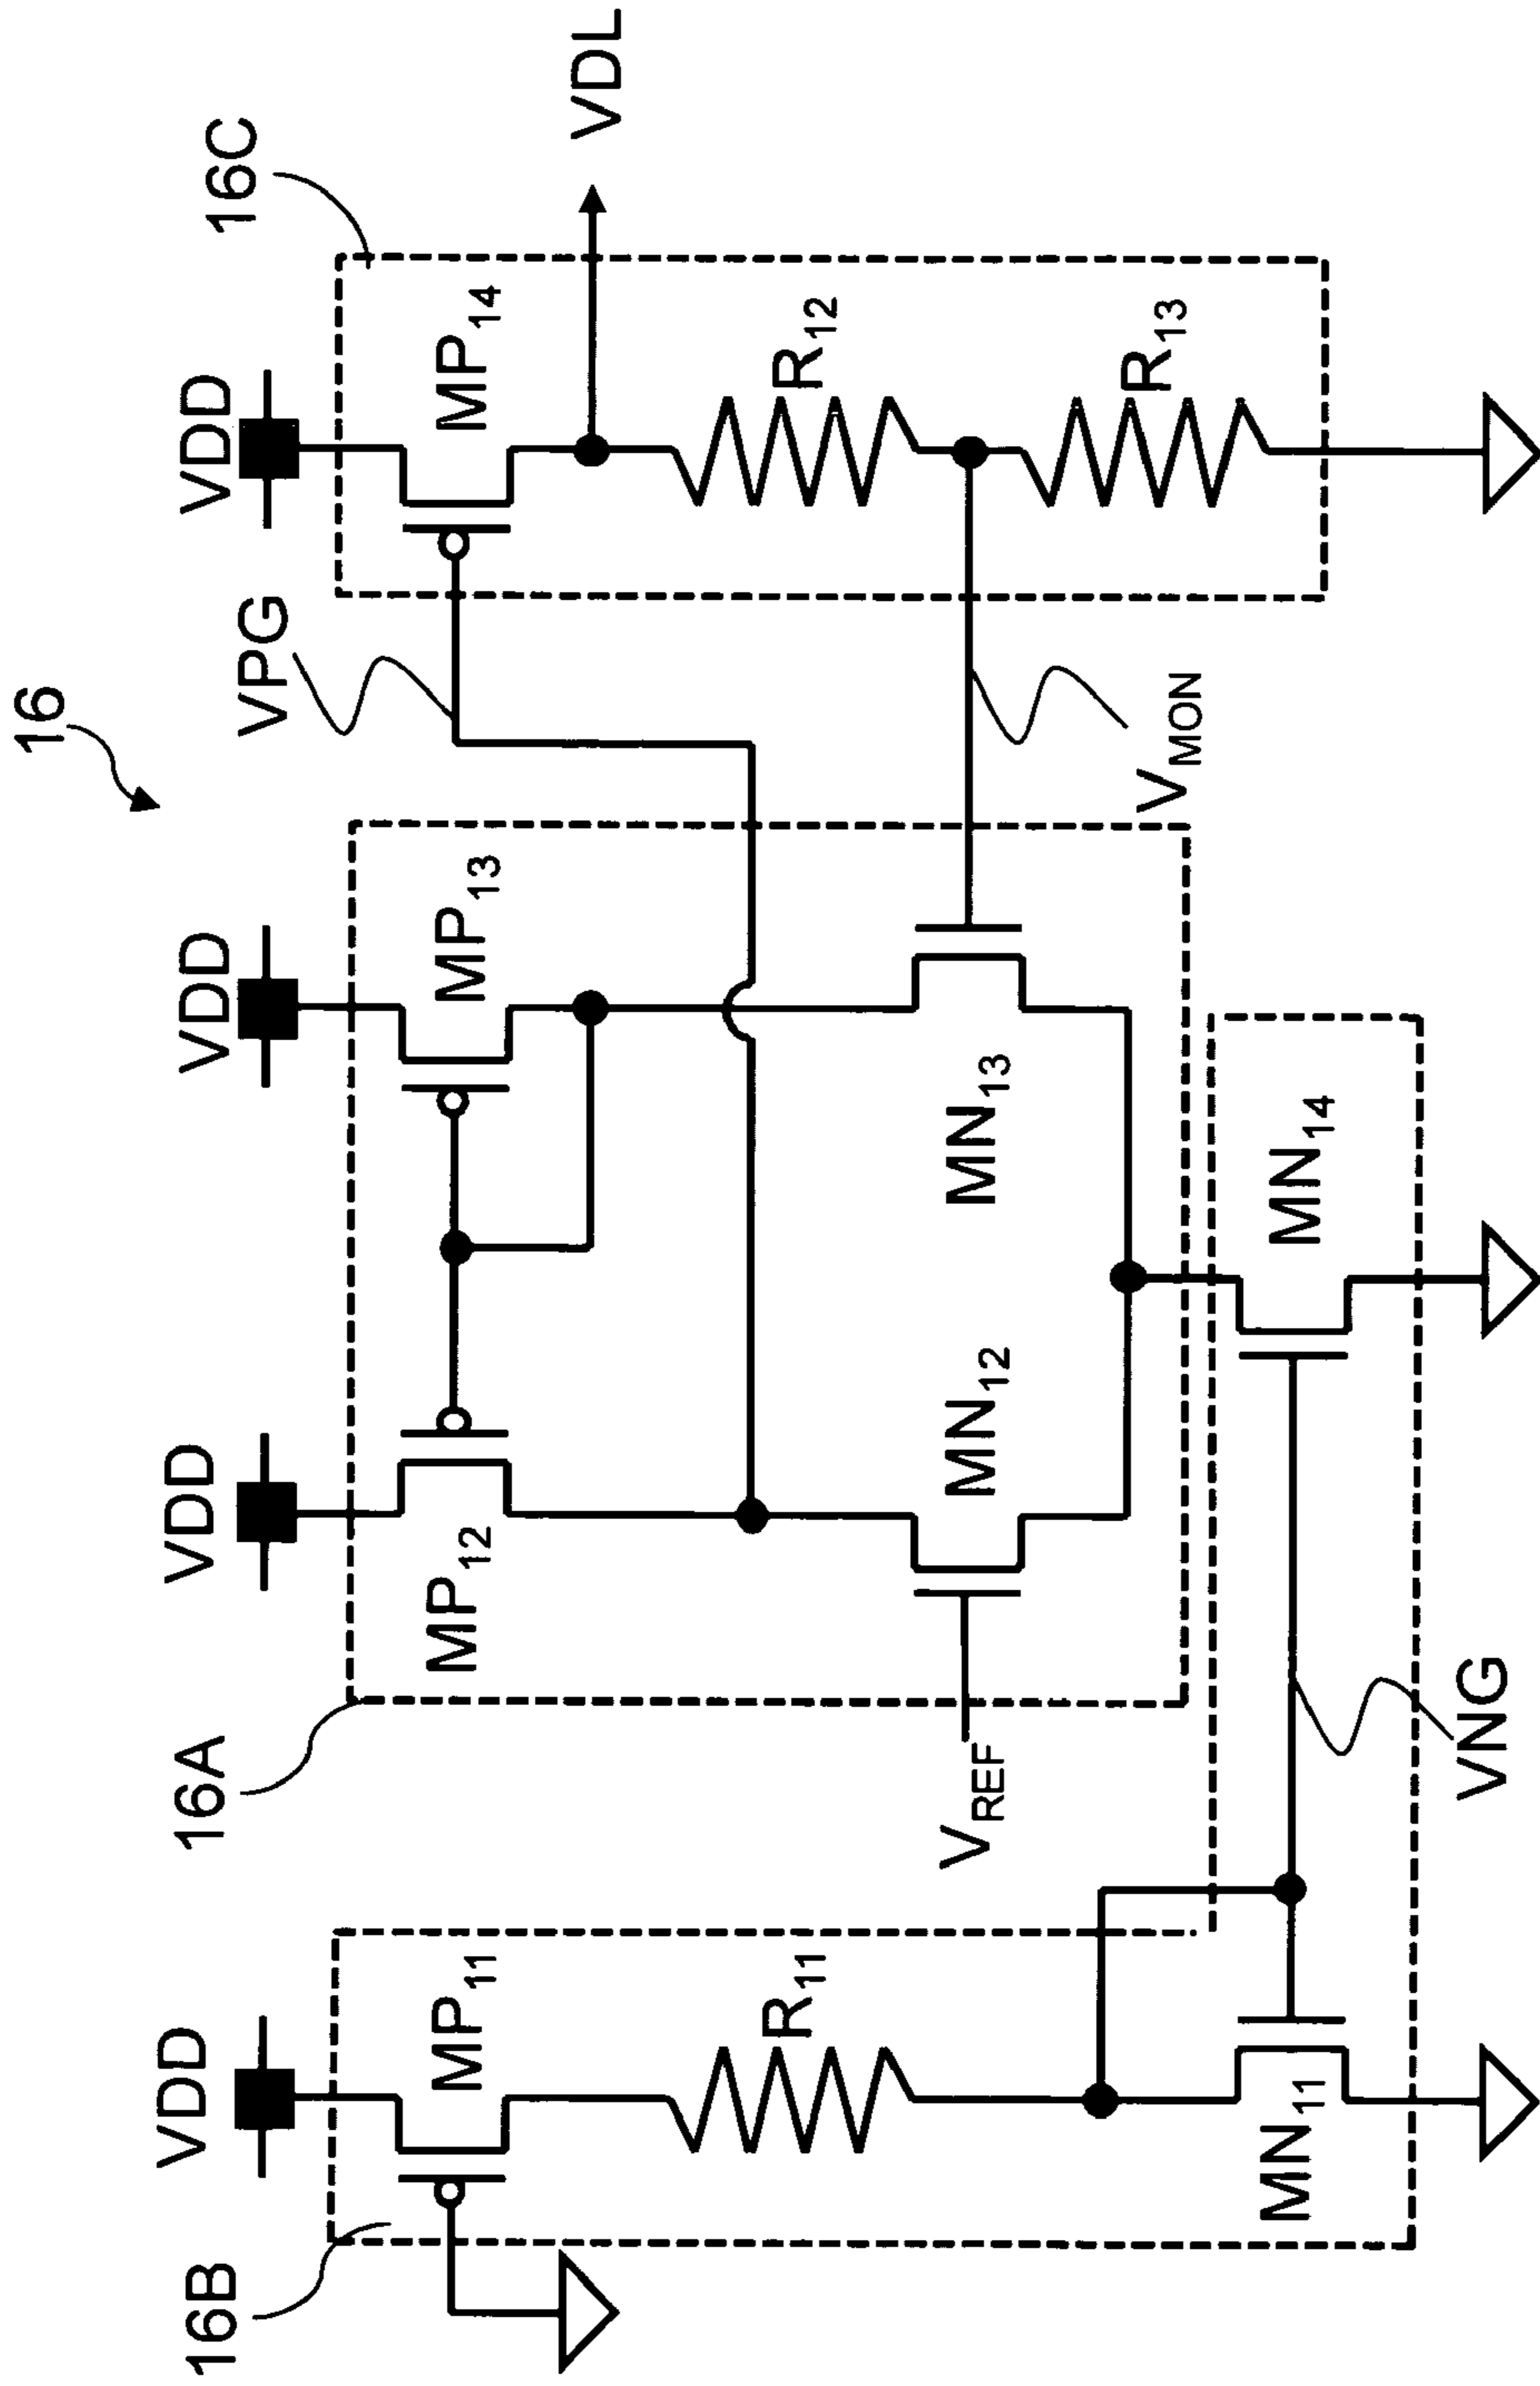 16
16B
VDD
MP11
R11
MN11
16A
VDD
MP12
VDD
MP13
VREF
MN12
MN13
VNG
MN14
VPG
VMON
VDD
16C
MP14
VDL
R12
R13